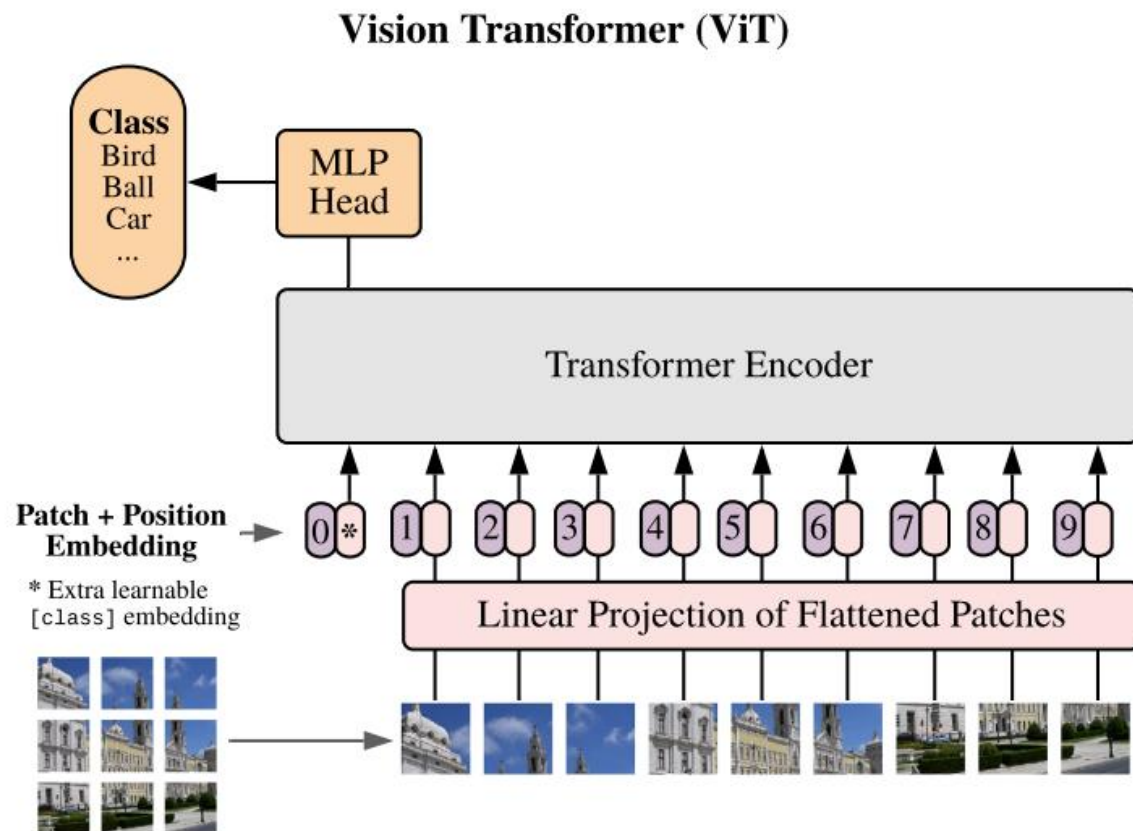 Vision Transformer (ViT)
Class
Bird
Ball
Car
...
MLP
Head
Transformer Encoder
Patch + Position
Embedding
0 * 1 2 3 4 5 6 7 8 9
* Extra learnable
[class] embedding
Linear Projection of Flattened Patches